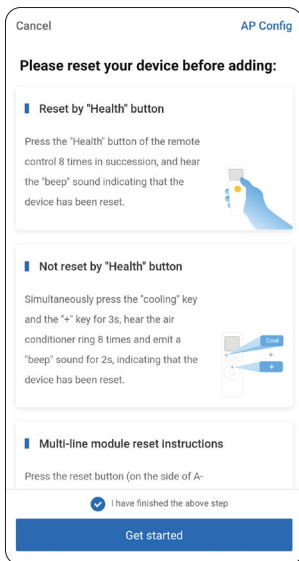 Cancel
AP Config
Please reset your device before adding:
Reset by "Health" button
Press the "Health" button of the remote
control 8 times in succession, and hear
the "beep" sound indicating that the
device has been reset.
Not reset by "Health" button
Simultaneously press the "cooling" key
and the "+" key for 3s, hear the air
conditioner ring 8 times and emit a
"beep" sound for 2s, indicating that the
device has been reset.
Cool
+
+
Multi-line module reset instructions
Press the reset button (on the side of A-
I have finished the above step
Get started